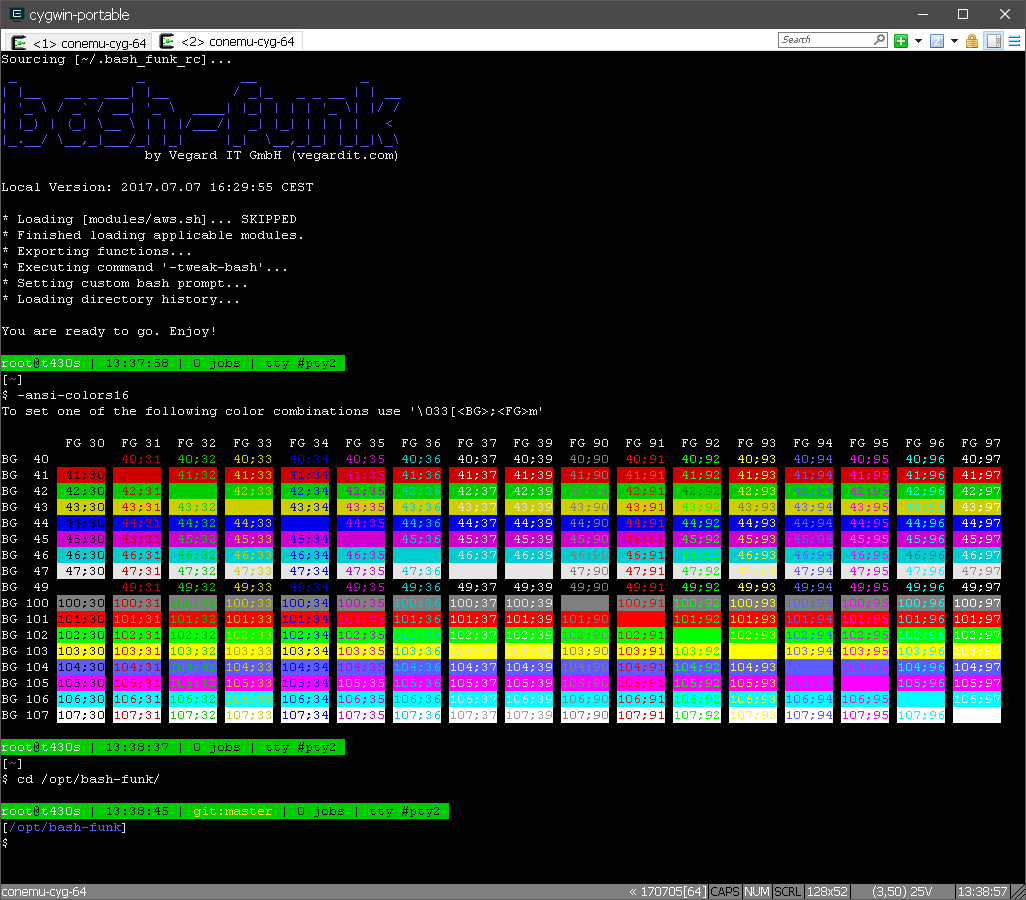 cygwin-portable
<1> conemu-cyg-64 <2> conemu-cyg-64 Search
Sourcing [~/.bash_funk_rc]...
bash-funk
by Vegard IT GmbH (vegardit.com)
Local Version: 2017.07.07 16:29:55 CEST
* Loading [modules/aws.sh]... SKIPPED
* Finished loading applicable modules.
* Exporting functions...
* Executing command '-tweak-bash'...
* Setting custom bash prompt...
* Loading directory history...
You are ready to go. Enjoy!
root@t430s | 13:37:58 | 0 jobs | tty #pty2
[~]
$ -ansi-colors16
To set one of the following color combinations use '\033[<BG>;<FG>m'
FG 30 FG 31 FG 32 FG 33 FG 34 FG 35 FG 36 FG 37 FG 39 FG 90 FG 91 FG 92 FG 93 FG 94 FG 95 FG 96 FG 97
BG 40 40;31 40;32 40;33 40;34 40;35 40;36 40;37 40;39 40;90 40;91 40;92 40;93 40;94 40;95 40;96 40;97
BG 41 41;30 41;32 41;33 41;34 41;35 41;36 41;37 41;39 41;90 41;91 41;92 41;93 41;94 41;95 41;96 41;97
BG 42 42;30 42;31 42;33 42;34 42;35 42;36 42;37 42;39 42;90 42;91 42;92 42;93 42;94 42;95 42;96 42;97
BG 43 43;30 43;31 43;32 43;34 43;35 43;36 43;37 43;39 43;90 43;91 43;92 43;93 43;94 43;95 43;96 43;97
BG 44 44;30 44;31 44;32 44;33 44;35 44;36 44;37 44;39 44;90 44;91 44;92 44;93 44;94 44;95 44;96 44;97
BG 45 45;30 45;31 45;32 45;33 45;34 45;36 45;37 45;39 45;90 45;91 45;92 45;93 45;94 45;95 45;96 45;97
BG 46 46;30 46;31 46;32 46;33 46;34 46;35 46;37 46;39 46;90 46;91 46;92 46;93 46;94 46;95 46;96 46;97
BG 47 47;30 47;31 47;32 47;33 47;34 47;35 47;36 47;90 47;91 47;92 47;93 47;94 47;95 47;96 47;97
BG 49 49;31 49;32 49;33 49;34 49;35 49;36 49;37 49;39 49;90 49;91 49;92 49;93 49;94 49;95 49;96 49;97
BG 100 100;30 100;31 100;32 100;33 100;34 100;35 100;36 100;37 100;39 100;91 100;92 100;93 100;94 100;95 100;96 100;97
BG 101 101;30 101;31 101;32 101;33 101;34 101;35 101;36 101;37 101;39 101;90 101;92 101;93 101;94 101;95 101;96 101;97
BG 102 102;30 102;31 102;32 102;33 102;34 102;35 102;36 102;37 102;39 102;90 102;91 102;93 102;94 102;95 102;96 102;97
BG 103 103;30 103;31 103;32 103;33 103;34 103;35 103;36 103;37 103;39 103;90 103;91 103;92 103;94 103;95 103;96 103;97
BG 104 104;30 104;31 104;32 104;33 104;34 104;35 104;36 104;37 104;39 104;90 104;91 104;92 104;93 104;95 104;96 104;97
BG 105 105;30 105;31 105;32 105;33 105;34 105;35 105;36 105;37 105;39 105;90 105;91 105;92 105;93 105;94 105;96 105;97
BG 106 106;30 106;31 106;32 106;33 106;34 106;35 106;36 106;37 106;39 106;90 106;91 106;92 106;93 106;94 106;95 106;97
BG 107 107;30 107;31 107;32 107;33 107;34 107;35 107;36 107;37 107;39 107;90 107;91 107;92 107;93 107;94 107;95 107;96
root@t430s | 13:38:37 | 0 jobs | tty #pty2
[~]
$ cd /opt/bash-funk/
root@t430s | 13:38:45 | git:master | 0 jobs | tty #pty2
[/opt/bash-funk]
$
conemu-cyg-64 « 170705[64] CAPS NUM SCRL 128x52 (3,50) 25V 13:38:57